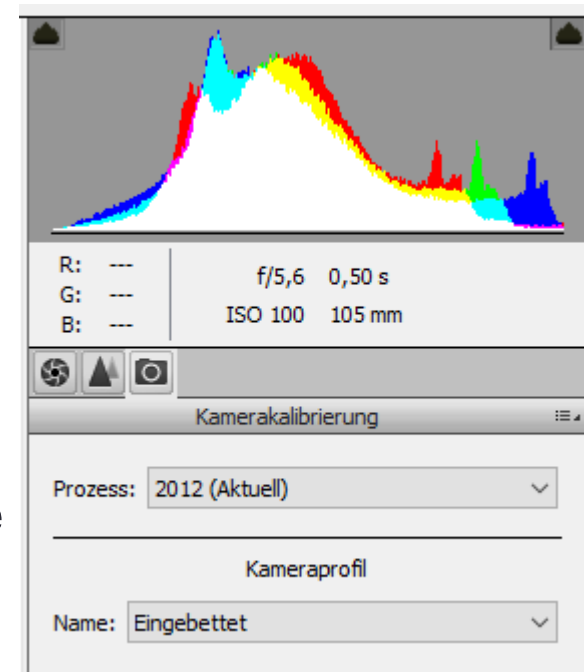 R: ---
G: ---
B: ---
f/5,6 0,50 s
ISO 100 105 mm
Kamerakalibrierung
Prozess: 2012 (Aktuell)
Kameraprofil
Name: Eingebettet
e